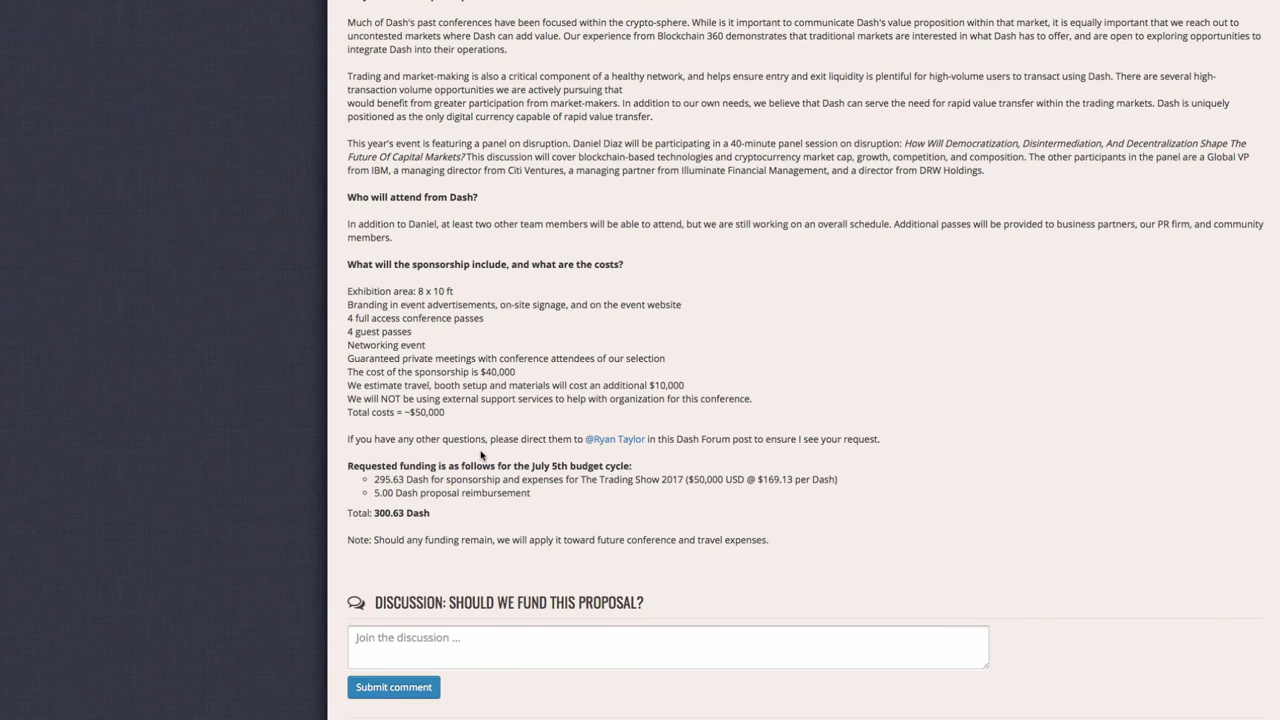 Much of Dash's past conferences have been focused within the crypto-sphere. While is it important to communicate Dash's value proposition within that market, it is equally important that we reach out to
uncontested markets where Dash can add value. Our experience from Blockchain 360 demonstrates that traditional markets are interested in what Dash has to offer, and are open to exploring opportunities to
integrate Dash into their operations.
Trading and market-making is also a critical component of a healthy network, and helps ensure entry and exit liquidity is plentiful for high-volume users to transact using Dash. There are several high-
transaction volume opportunities we are actively pursuing that
would benefit from greater participation from market-makers. In addition to our own needs, we believe that Dash can serve the need for rapid value transfer within the trading markets. Dash is uniquely
positioned as the only digital currency capable of rapid value transfer.
This year's event is featuring a panel on disruption. Daniel Diaz will be participating in a 40-minute panel session on disruption: How Will Democratization, Disintermediation, And Decentralization Shape The
Future Of Capital Markets? This discussion will cover blockchain-based technologies and cryptocurrency market cap, growth, competition, and composition. The other participants in the panel are a Global VP
from IBM, a managing director from Citi Ventures, a managing partner from Illuminate Financial Management, and a director from DRW Holdings.
Who will attend from Dash?
In addition to Daniel, at least two other team members will be able to attend, but we are still working on an overall schedule. Additional passes will be provided to business partners, our PR firm, and community
members.
What will the sponsorship include, and what are the costs?
Exhibition area: 8 x 10 ft
Branding in event advertisements, on-site signage, and on the event website
4 full access conference passes
4 guest passes
Networking event
Guaranteed private meetings with conference attendees of our selection
The cost of the sponsorship is $40,000
We estimate travel, booth setup and materials will cost an additional $10,000
We will NOT be using external support services to help with organization for this conference.
Total costs = ~$50,000
If you have any other questions, please direct them to @Ryan Taylor in this Dash Forum post to ensure I see your request.
Requested funding is as follows for the July 5th budget cycle:
295.63 Dash for sponsorship and expenses for The Trading Show 2017 ($50,000 USD @ $169.13 per Dash)
5.00 Dash proposal reimbursement
Total: 300.63 Dash
Note: Should any funding remain, we will apply it toward future conference and travel expenses.
DISCUSSION: SHOULD WE FUND THIS PROPOSAL?
Join the discussion ...
Submit comment